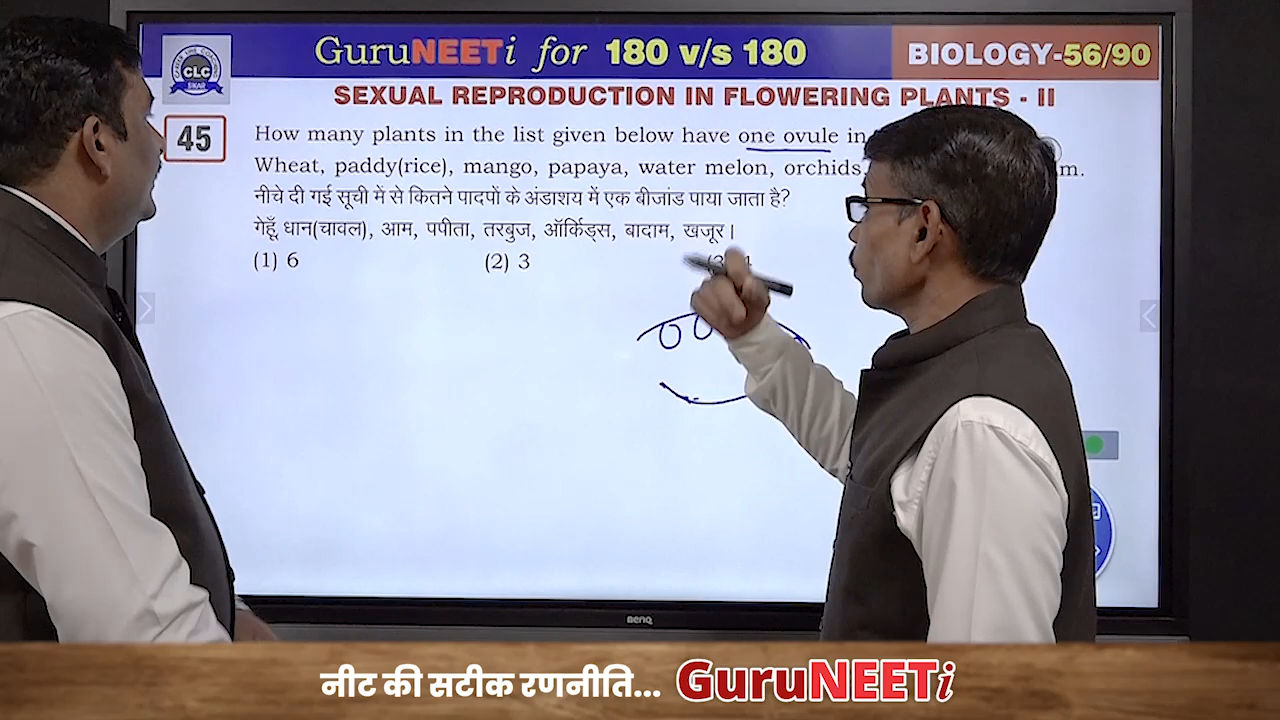 GuruNEETi for 180 v/s 180
BIOLOGY-56/90
CLC
SIKAR
SEXUAL REPRODUCTION IN FLOWERING PLANTS - II
45
How many plants in the list given below have one ovule in
Wheat, paddy(rice), mango, papaya, water melon, orchids,
नीचे दी गई सूची में से कितने पादपों के अंडाशय में एक बीजांड पाया जाता है?
गेहूँ, धान(चावल), आम, पपीता, तरबुज, ऑर्किड्स, बादाम, खजूर।
(1) 6
(2) 3
BenQ
नीट की सटीक रणनीति... GuruNEETi